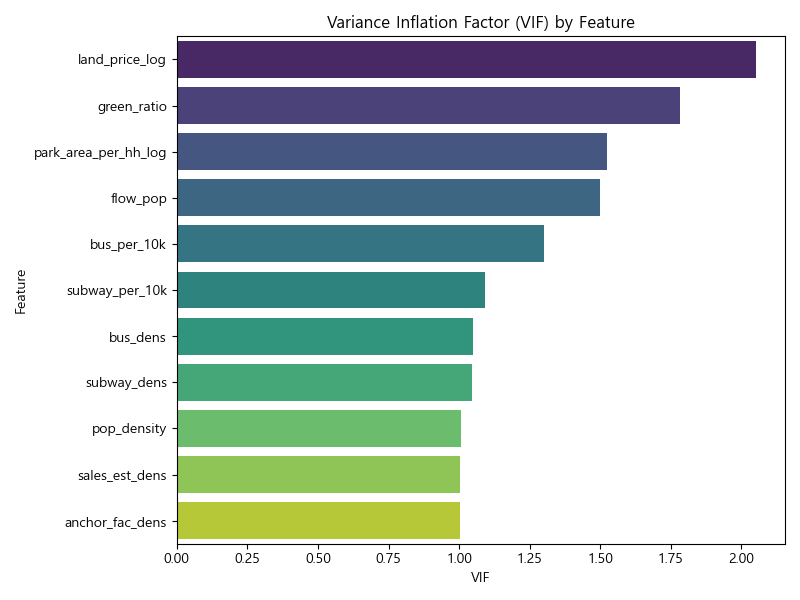 Variance Inflation Factor (VIF) by Feature
Feature
land_price_log
green_ratio
park_area_per_hh_log
flow_pop
bus_per_10k
subway_per_10k
bus_dens
subway_dens
pop_density
sales_est_dens
anchor_fac_dens
0.00 0.25 0.50 0.75 1.00 1.25 1.50 1.75 2.00
VIF